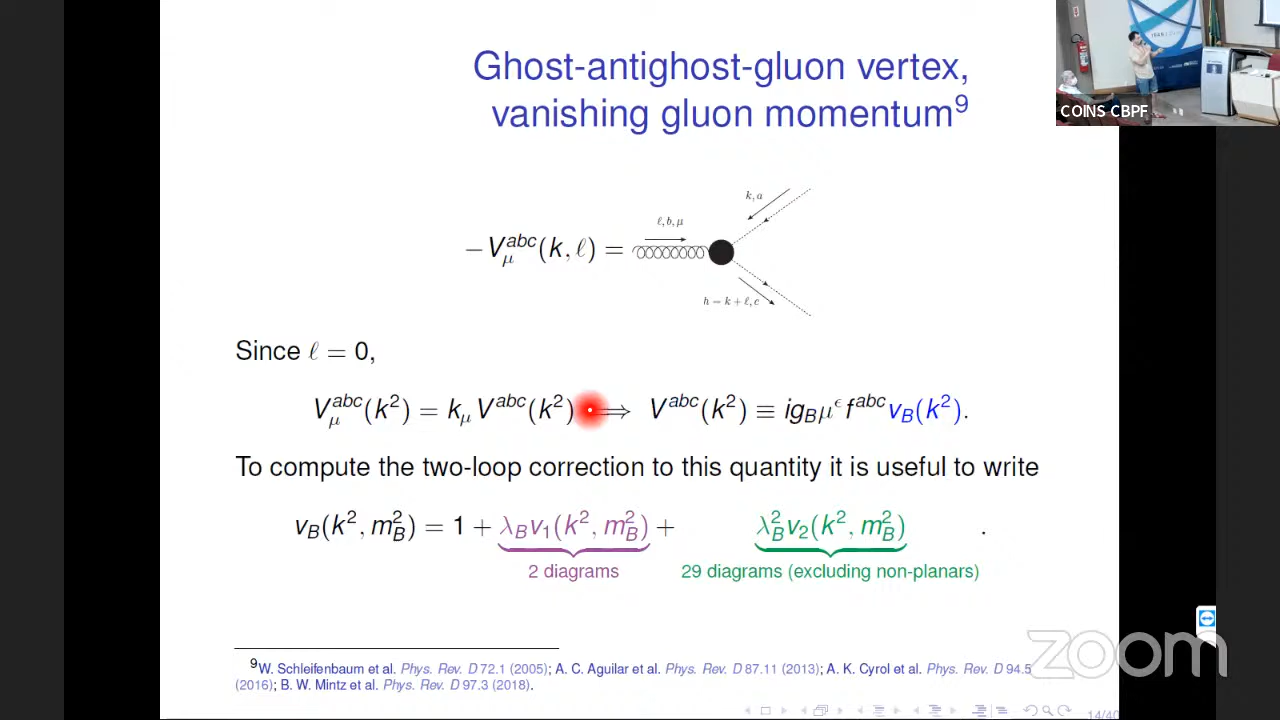 Ghost-antighost-gluon vertex,
vanishing gluon momentum⁹
COINS CBPF
k, a
ℓ, b, μ
−V_μ^{abc}(k, ℓ) =
h = k + ℓ, c
Since ℓ = 0,
V_μ^{abc}(k²) = k_μ V^{abc}(k²) ⟹ V^{abc}(k²) ≡ ig_B μ^ϵ f^{abc} v_B(k²).
To compute the two-loop correction to this quantity it is useful to write
v_B(k², m_B²) = 1 + λ_B v₁(k², m_B²) + λ_B² v₂(k², m_B²) .
2 diagrams 29 diagrams (excluding non-planars)
⁹W. Schleifenbaum et al. Phys. Rev. D 72.1 (2005); A. C. Aguilar et al. Phys. Rev. D 87.11 (2013); A. K. Cyrol et al. Phys. Rev. D 94.5
(2016); B. W. Mintz et al. Phys. Rev. D 97.3 (2018).
zoom